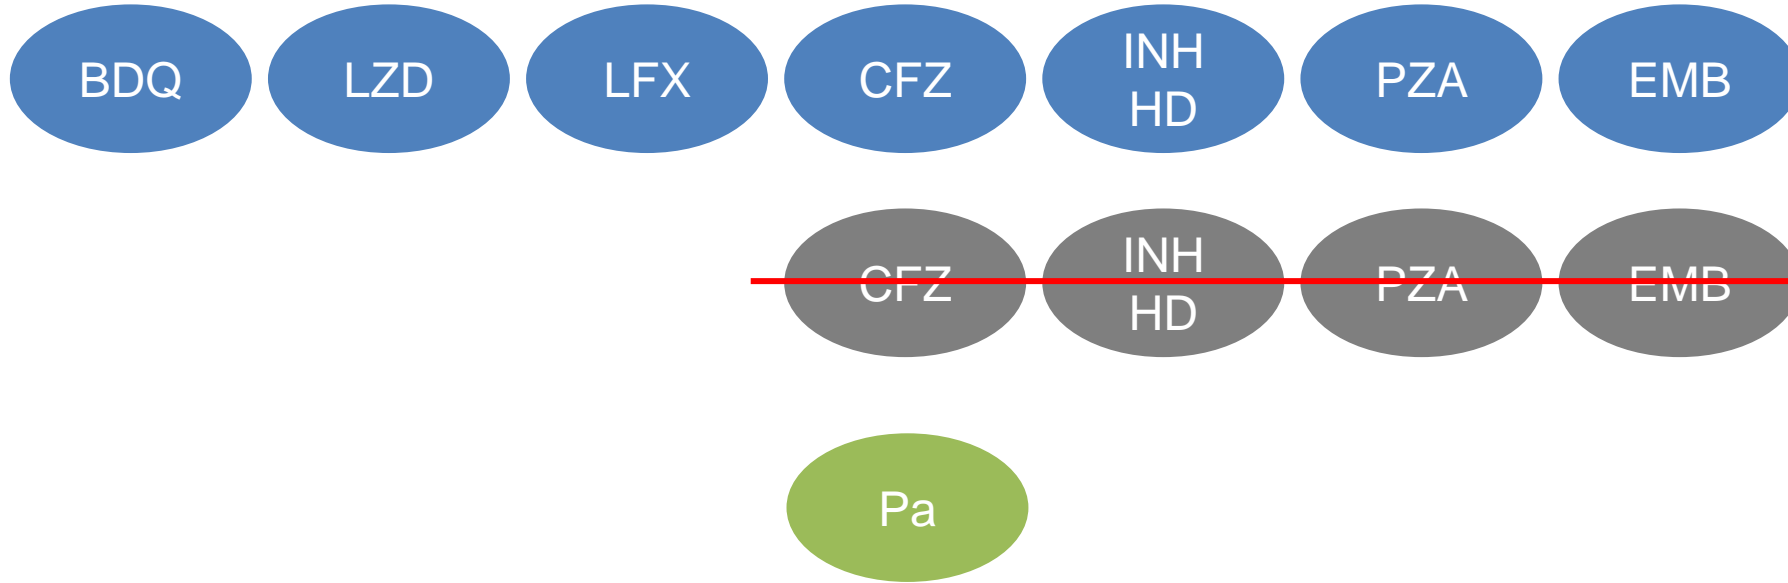 BDQ LZD LFX CFZ INH HD PZA EMB
CFZ INH HD PZA EMB
Pa